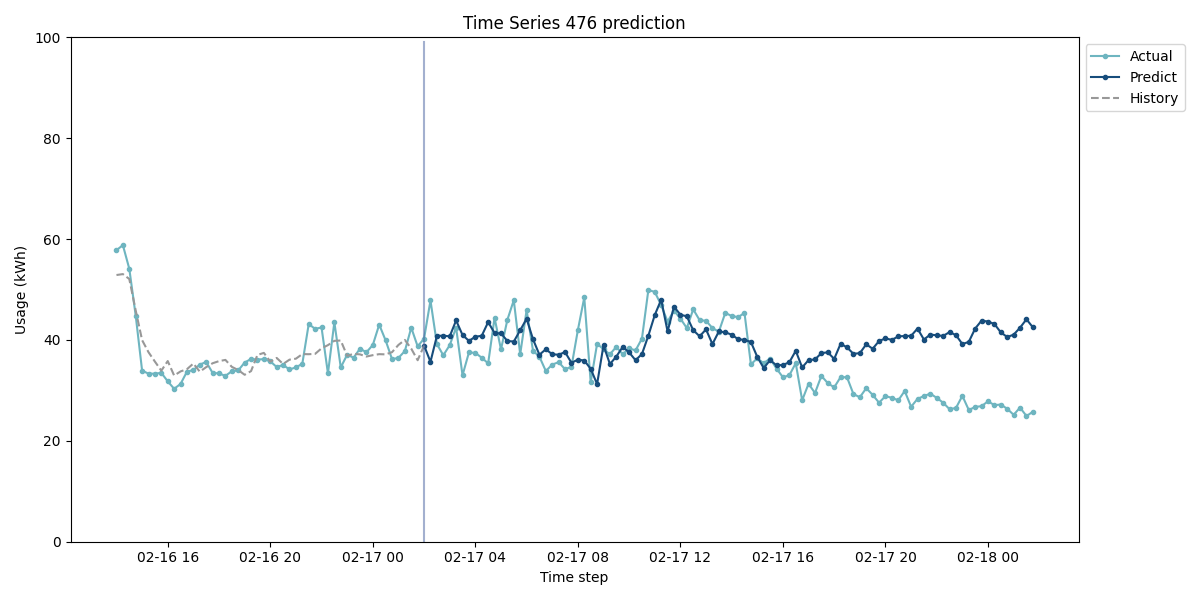 Time Series 476 prediction
100
80
60
40
20
0
Usage (kWh)
02-16 16
02-16 20
02-17 00
02-17 04
02-17 08
02-17 12
02-17 16
02-17 20
02-18 00
Time step
Actual
Predict
History